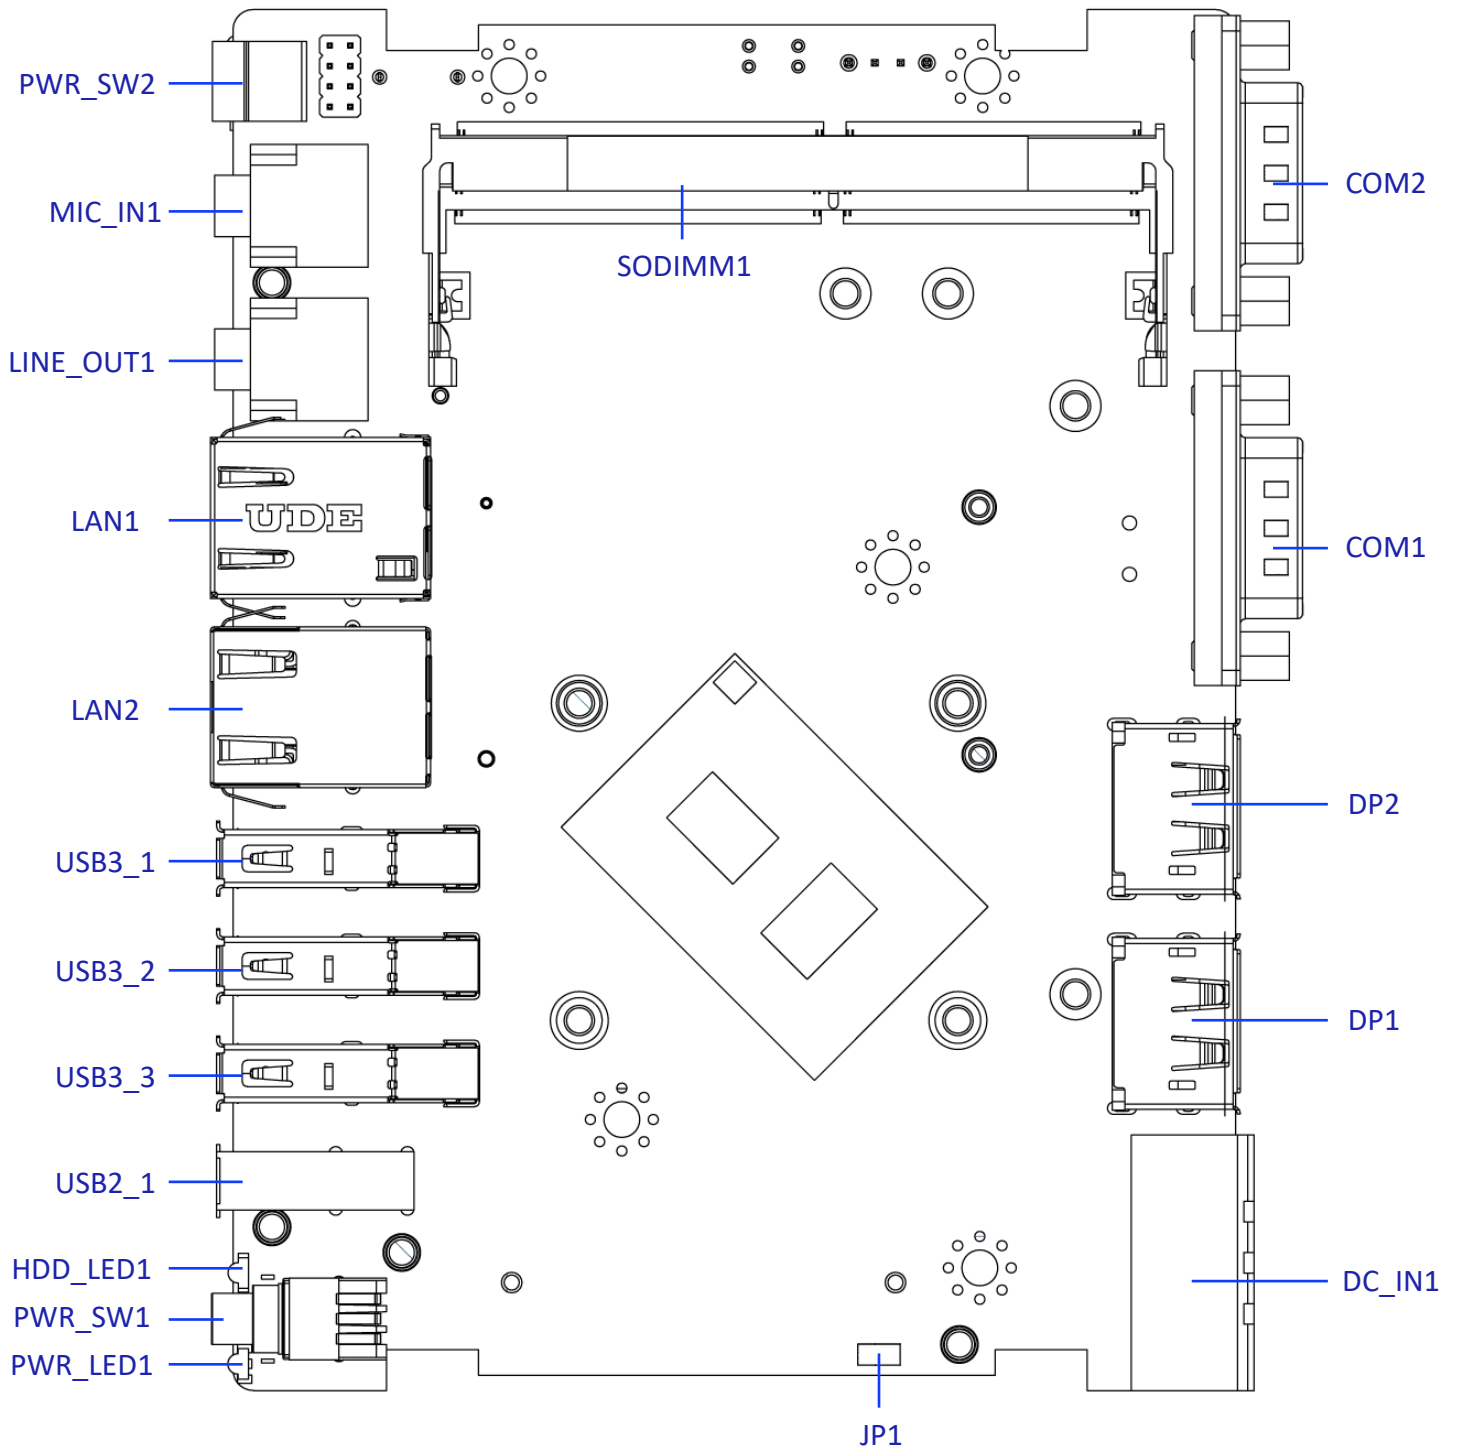 PWR_SW2
MIC_IN1
LINE_OUT1
LAN1
UDE
LAN2
USB3_1
USB3_2
USB3_3
USB2_1
HDD_LED1
PWR_SW1
PWR_LED1
SODIMM1
JP1
COM2
COM1
DP2
DP1
DC_IN1